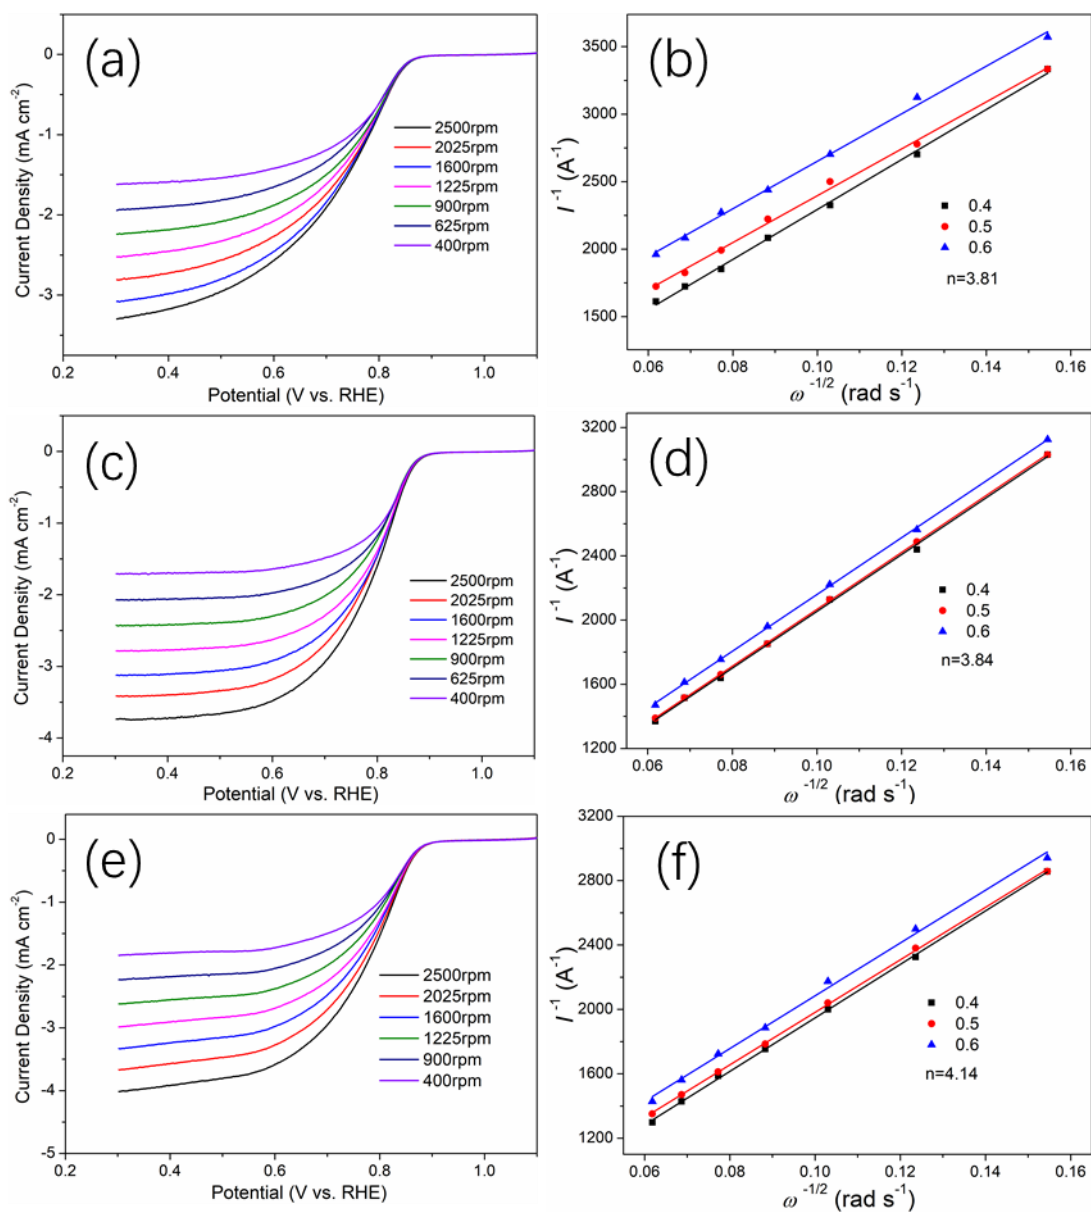 (a)
0
-1
-2
-3
0.2 0.4 0.6 0.8 1.0
Current Density (mA cm-2)
Potential (V vs. RHE)
2500rpm
2025rpm
1600rpm
1225rpm
900rpm
625rpm
400rpm
(b)
3500
3000
2500
2000
1500
0.06 0.08 0.10 0.12 0.14 0.16
I -1 (A-1)
ω -1/2 (rad s-1)
0.4
0.5
0.6
n=3.81
(c)
0
-1
-2
-3
-4
0.2 0.4 0.6 0.8 1.0
Current Density (mA cm-2)
Potential (V vs. RHE)
2500rpm
2025rpm
1600rpm
1225rpm
900rpm
625rpm
400rpm
(d)
3200
2800
2400
2000
1600
1200
0.06 0.08 0.10 0.12 0.14 0.16
I -1 (A-1)
ω -1/2 (rad s-1)
0.4
0.5
0.6
n=3.84
(e)
0
-1
-2
-3
-4
-5
0.2 0.4 0.6 0.8 1.0
Current Density (mA cm-2)
Potential (V vs. RHE)
2500rpm
2025rpm
1600rpm
1225rpm
900rpm
400rpm
(f)
3200
2800
2400
2000
1600
1200
0.06 0.08 0.10 0.12 0.14 0.16
I -1 (A-1)
ω -1/2 (rad s-1)
0.4
0.5
0.6
n=4.14